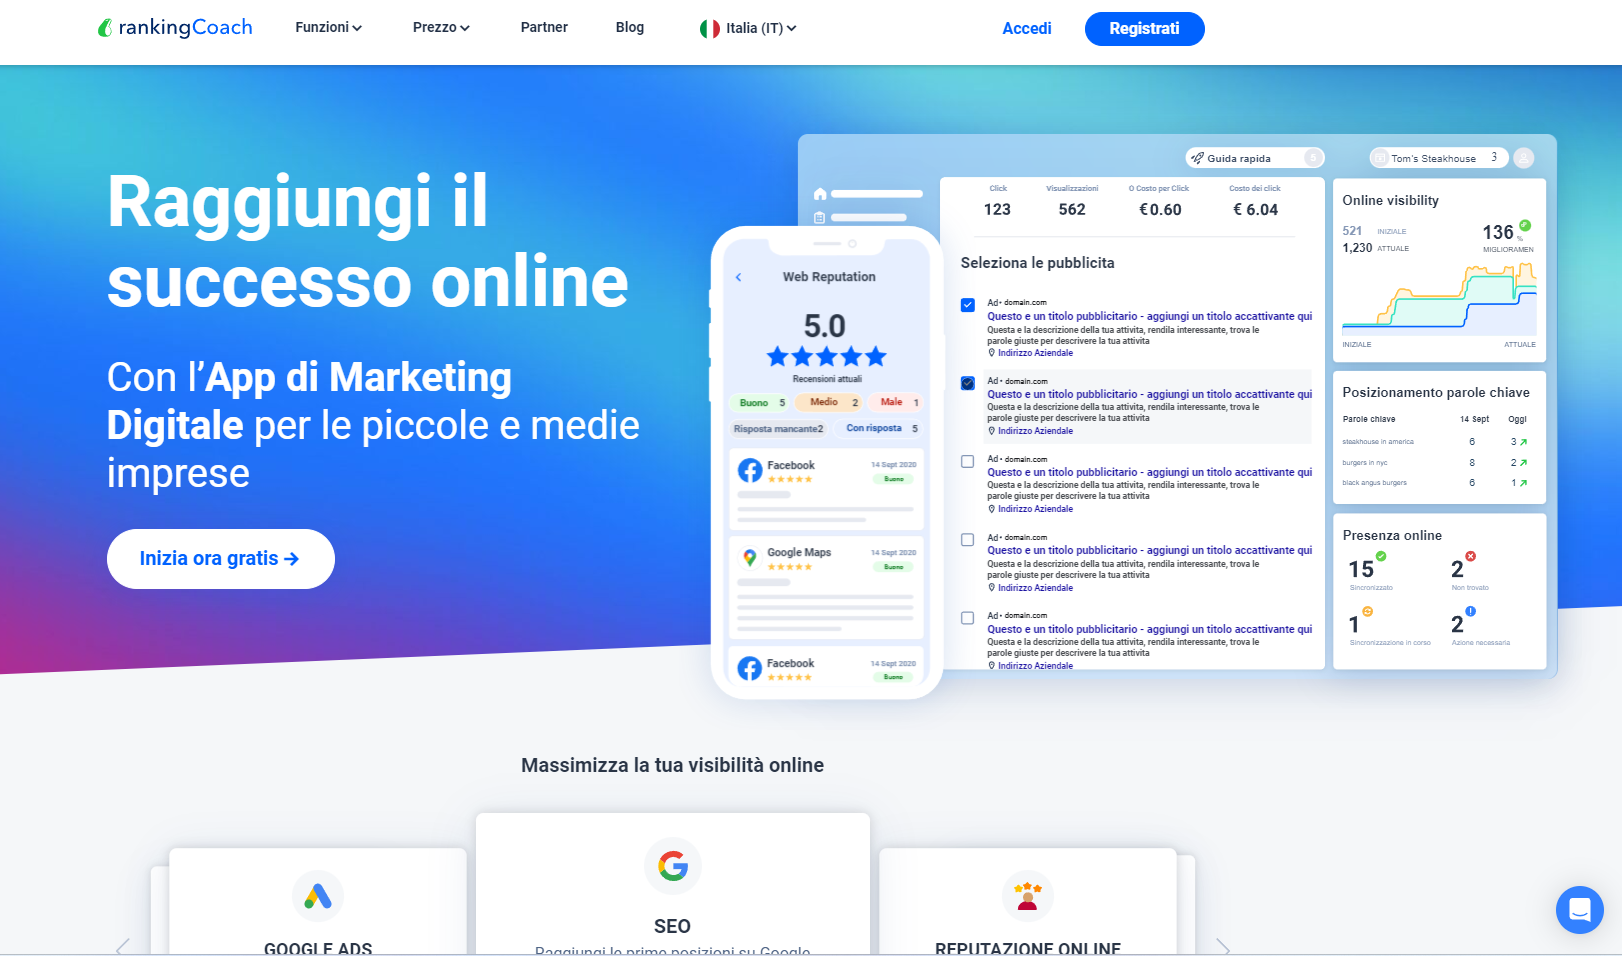 rankingCoach
Funzioni
Prezzo
Partner
Blog
Italia (IT)
Accedi
Registrati
Raggiungi il
successo online
Con l'App di Marketing
Digitale per le piccole e medie
imprese
Inizia ora gratis →
Guida rapida 5
Tom's Steakhouse 3
Click Visualizzazioni O Costo per Click Costo dei click
123 562 €0.60 € 6.04
Seleziona le pubblicita
Ad • domain.com
Questo e un titolo pubblicitario - aggiungi un titolo accattivante qui
Questa e la descrizione della tua attivita, rendila interessante, trova le
parole giuste per descrivere la tua attivita
Indirizzo Aziendale
Ad • domain.com
Questo e un titolo pubblicitario - aggiungi un titolo accattivante qui
Questa e la descrizione della tua attivita, rendila interessante, trova le
parole giuste per descrivere la tua attivita
Indirizzo Aziendale
Ad • domain.com
Questo e un titolo pubblicitario - aggiungi un titolo accattivante qui
Questa e la descrizione della tua attivita, rendila interessante, trova le
parole giuste per descrivere la tua attivita
Indirizzo Aziendale
Ad • domain.com
Questo e un titolo pubblicitario - aggiungi un titolo accattivante qui
Questa e la descrizione della tua attivita, rendila interessante, trova le
parole giuste per descrivere la tua attivita
Indirizzo Aziendale
Ad • domain.com
Questo e un titolo pubblicitario - aggiungi un titolo accattivante qui
Questa e la descrizione della tua attivita, rendila interessante, trova le
parole giuste per descrivere la tua attivita
Indirizzo Aziendale
Web Reputation
5.0
Recensioni attuali
Buono 5 Medio 2 Male 1
Risposta mancante2 Con risposta 5
Facebook 14 Sept 2020
Buono
Google Maps 14 Sept 2020
Buono
Facebook 14 Sept 2020
Buono
Online visibility
521 INIZIALE
1,230 ATTUALE
136 %
MIGLIORAMEN
INIZIALE ATTUALE
Posizionamento parole chiave
Parole chiave 14 Sept Oggi
steakhouse in america 6 3
burgers in nyc 8 2
black angus burgers 6 1
Presenza online
15 2
Sincronizzato Non trovato
1 2
Sincronizzazione in corso Azione necessaria
Massimizza la tua visibilità online
GOOGLE ADS
SEO
Raggiungi le prime posizioni su Google
REPUTAZIONE ONLINE